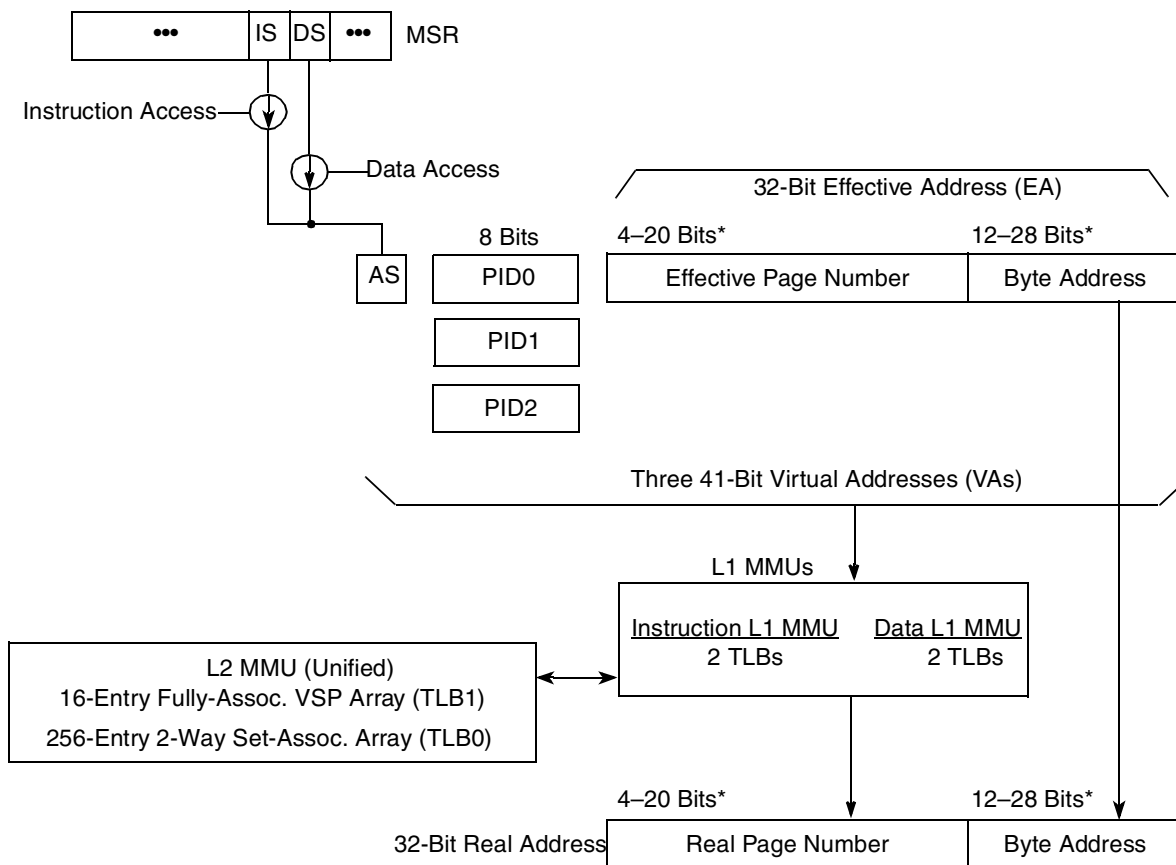 ••• IS DS ••• MSR
Instruction Access
Data Access
32-Bit Effective Address (EA)
8 Bits 4–20 Bits* 12–28 Bits*
AS PID0 Effective Page Number Byte Address
PID1
PID2
Three 41-Bit Virtual Addresses (VAs)
L1 MMUs
Instruction L1 MMU Data L1 MMU
2 TLBs 2 TLBs
L2 MMU (Unified)
16-Entry Fully-Assoc. VSP Array (TLB1)
256-Entry 2-Way Set-Assoc. Array (TLB0)
4–20 Bits* 12–28 Bits*
32-Bit Real Address Real Page Number Byte Address